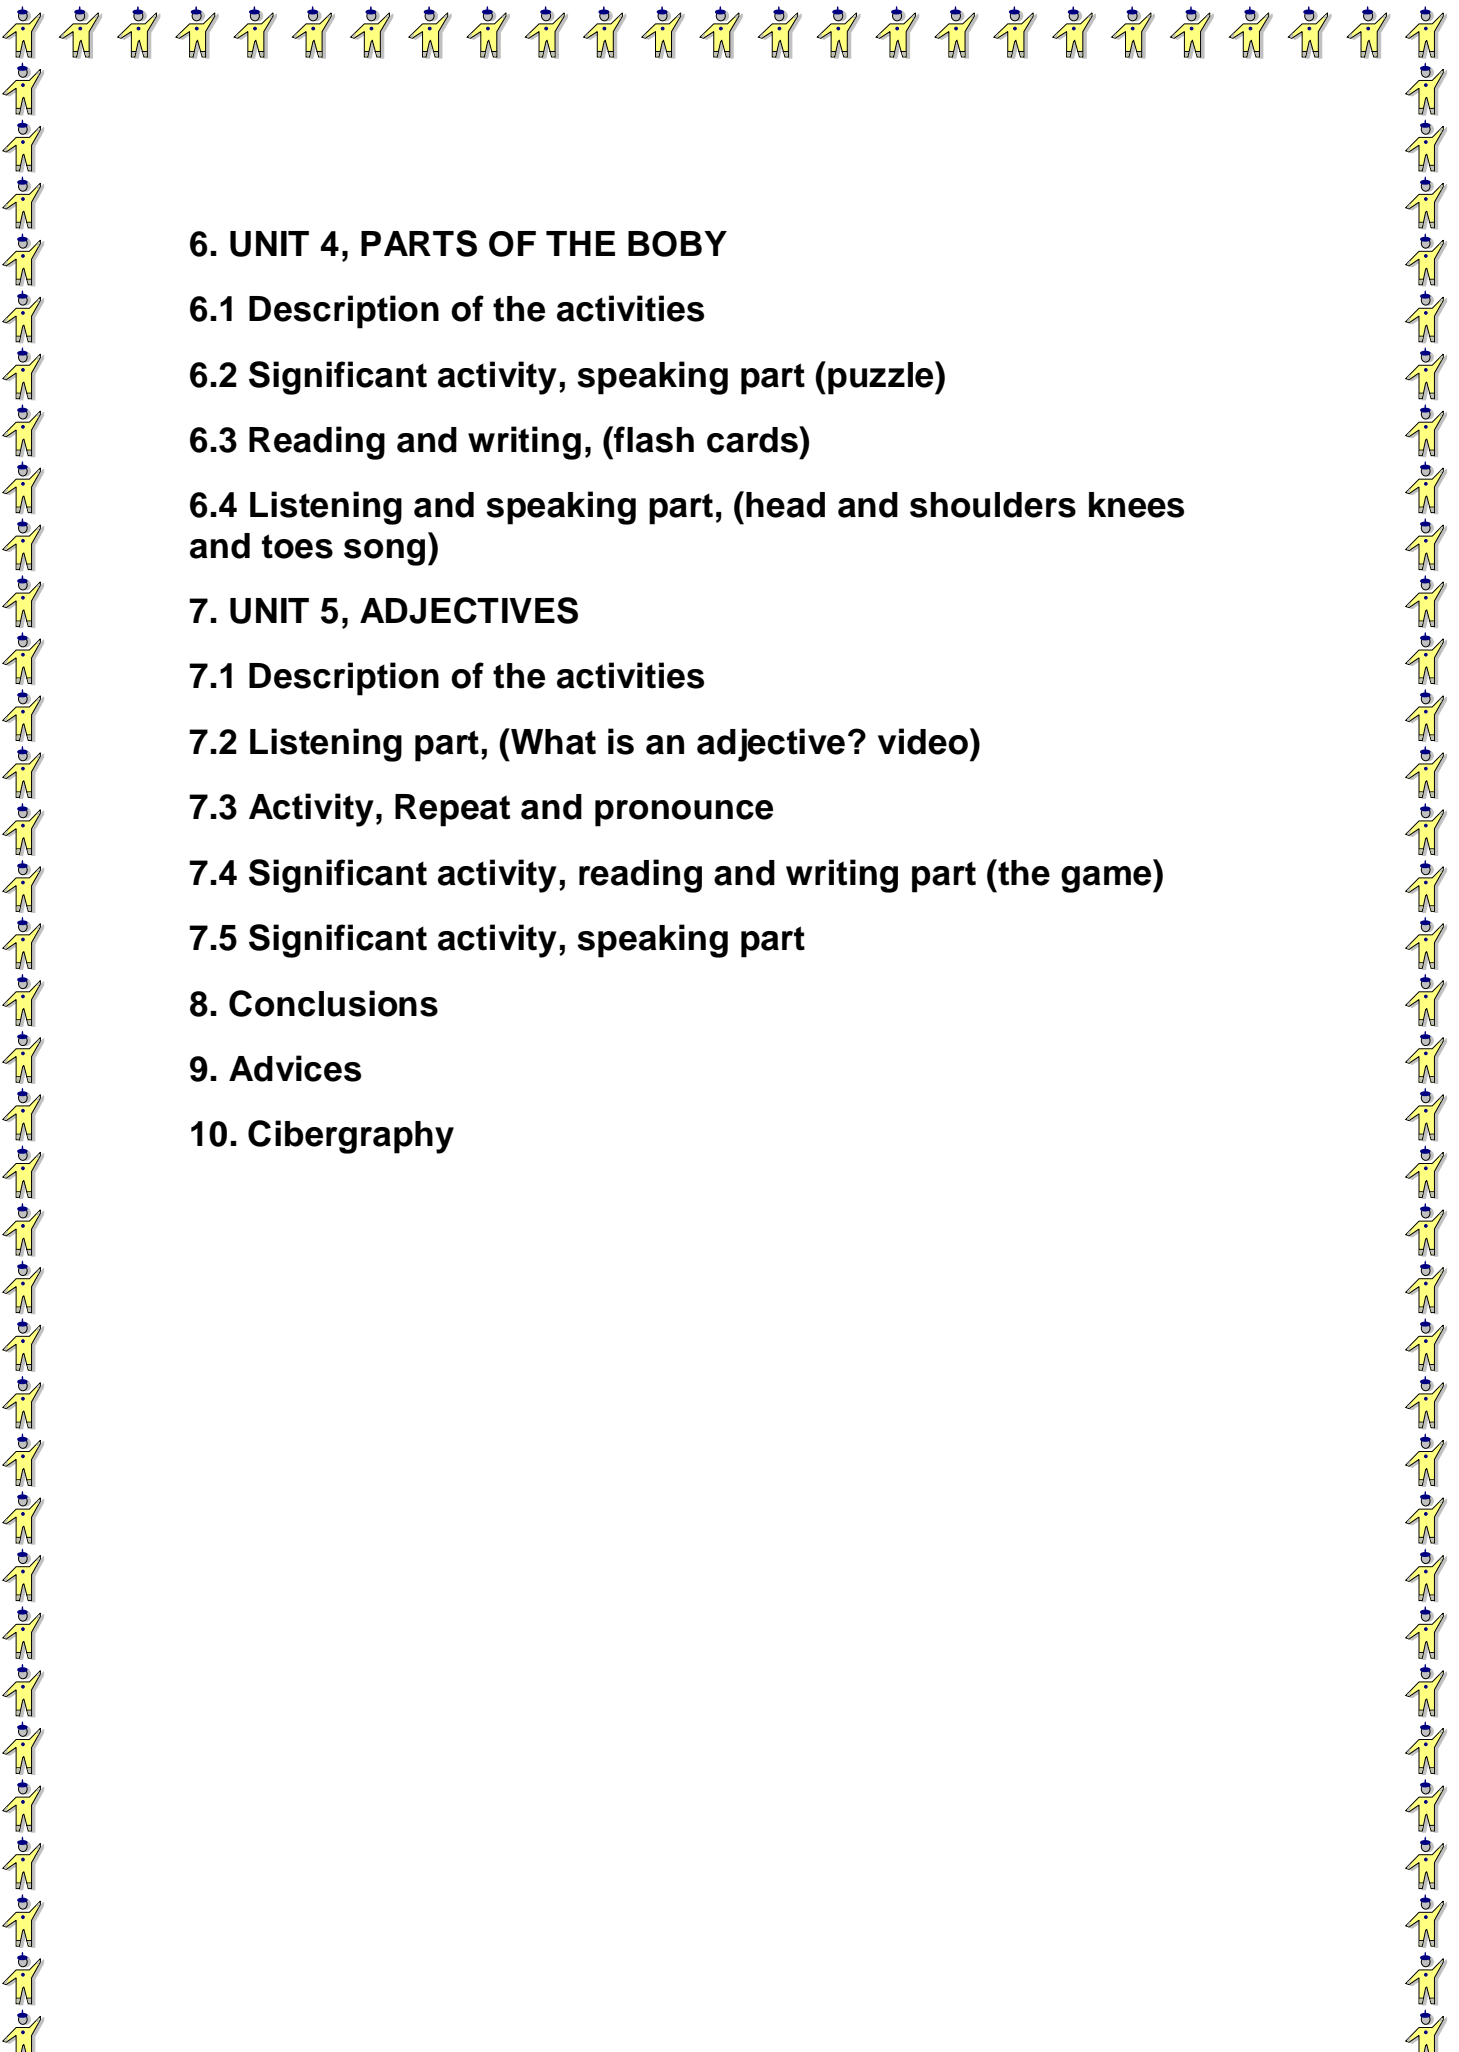 6. UNIT 4, PARTS OF THE BOBY
6.1 Description of the activities
6.2 Significant activity, speaking part (puzzle)
6.3 Reading and writing, (flash cards)
6.4 Listening and speaking part, (head and shoulders knees
and toes song)
7. UNIT 5, ADJECTIVES
7.1 Description of the activities
7.2 Listening part, (What is an adjective? video)
7.3 Activity, Repeat and pronounce
7.4 Significant activity, reading and writing part (the game)
7.5 Significant activity, speaking part
8. Conclusions
9. Advices
10. Cibergraphy